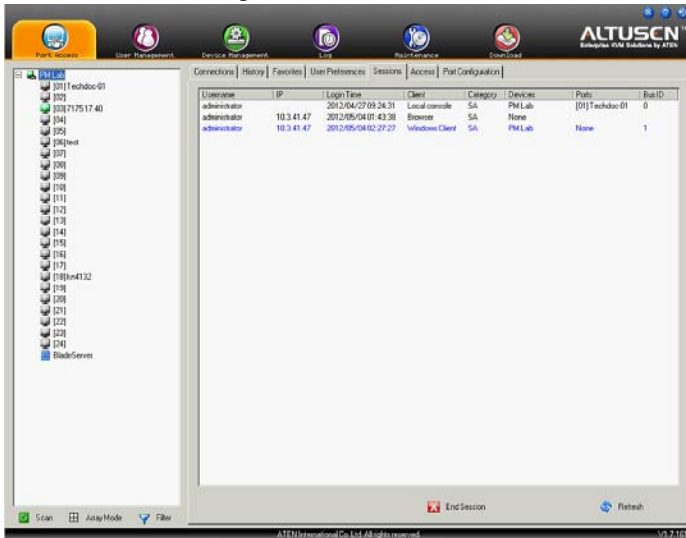 ALTUSCN
Enterprise KVM Solutions by ATEN
Port Access
User Management
Device Management
Log
Maintenance
Download
Connections
History
Favorites
User Preferences
Sessions
Access
Port Configuration
PM Lab
[01]Techdoc-01
[02]
[03]717517.40
[04]
[05]
[06]test
[07]
[08]
[09]
[10]
[11]
[12]
[13]
[14]
[15]
[16]
[17]
[18]kn4132
[19]
[20]
[21]
[22]
[23]
[24]
BladeServer
Username IP Login Time Client Category Devices Ports Bus ID
administrator 2012/04/27 09:24:31 Local console SA PM Lab [01]Techdoc-01 0
administrator 10.3.41.47 2012/05/04 01:43:38 Browser SA None
administrator 10.3.41.47 2012/05/04 02:27:27 Windows Client SA PM Lab None 1
End Session
Refresh
Scan
Array Mode
Filter
ATEN International Co. Ltd. All rights reserved.
V1.7.161